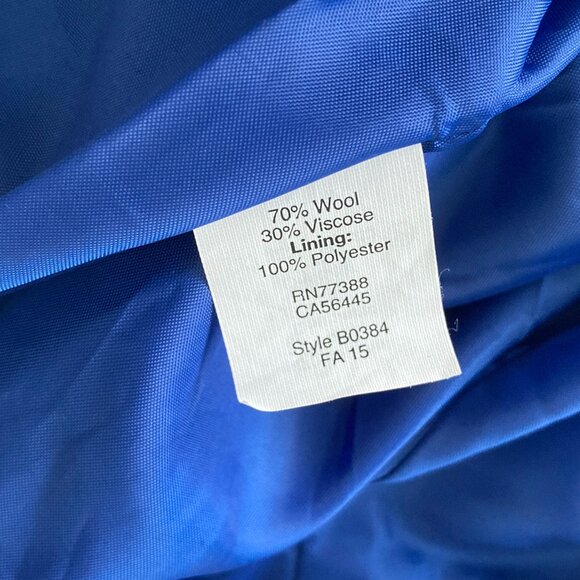 70% Wool
30% Viscose
Lining:
100% Polyester
RN77388
CA56445
Style B0384
FA 15